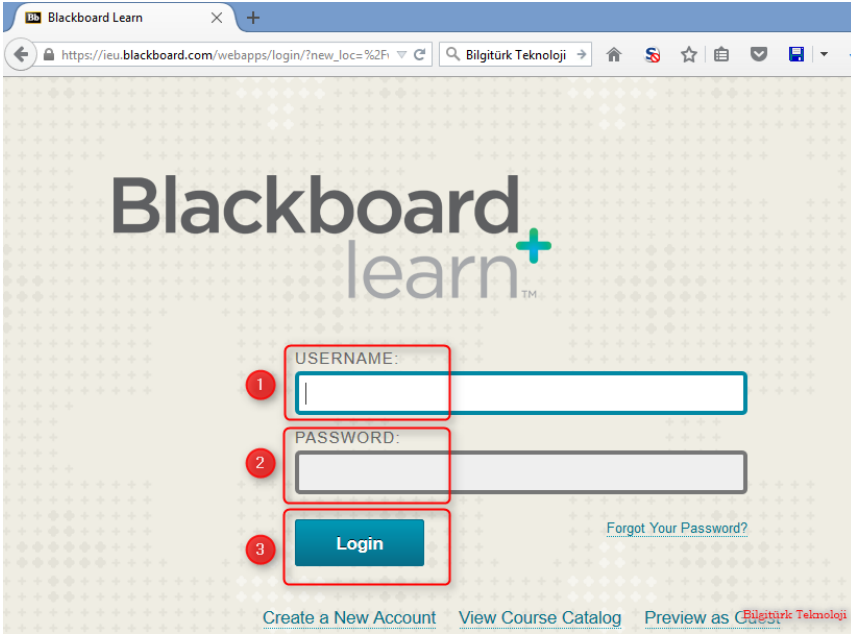 Bb Blackboard Learn
https://ieu.blackboard.com/webapps/login/?new_loc=%2F
Bilgitürk Teknoloji
Blackboard
learn
TM
USERNAME:
1
PASSWORD:
2
Login
3
Forgot Your Password?
Create a New Account View Course Catalog Preview as Guest
Bilgitürk Teknoloji